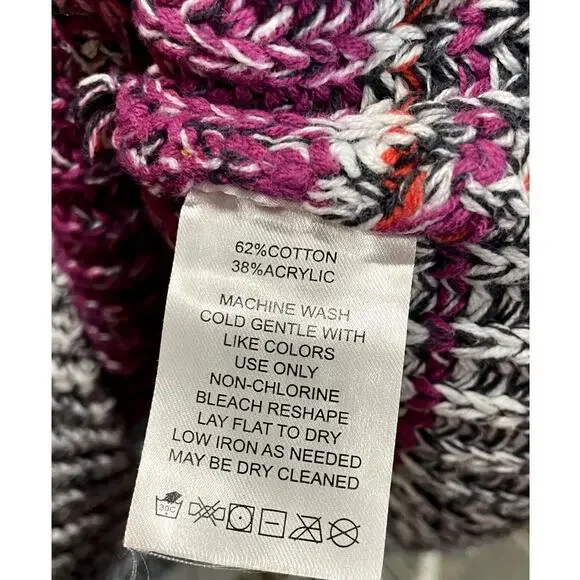 62%COTTON
38%ACRYLIC
MACHINE WASH
COLD GENTLE WITH
LIKE COLORS
USE ONLY
NON-CHLORINE
BLEACH RESHAPE
LAY FLAT TO DRY
LOW IRON AS NEEDED
MAY BE DRY CLEANED
30C